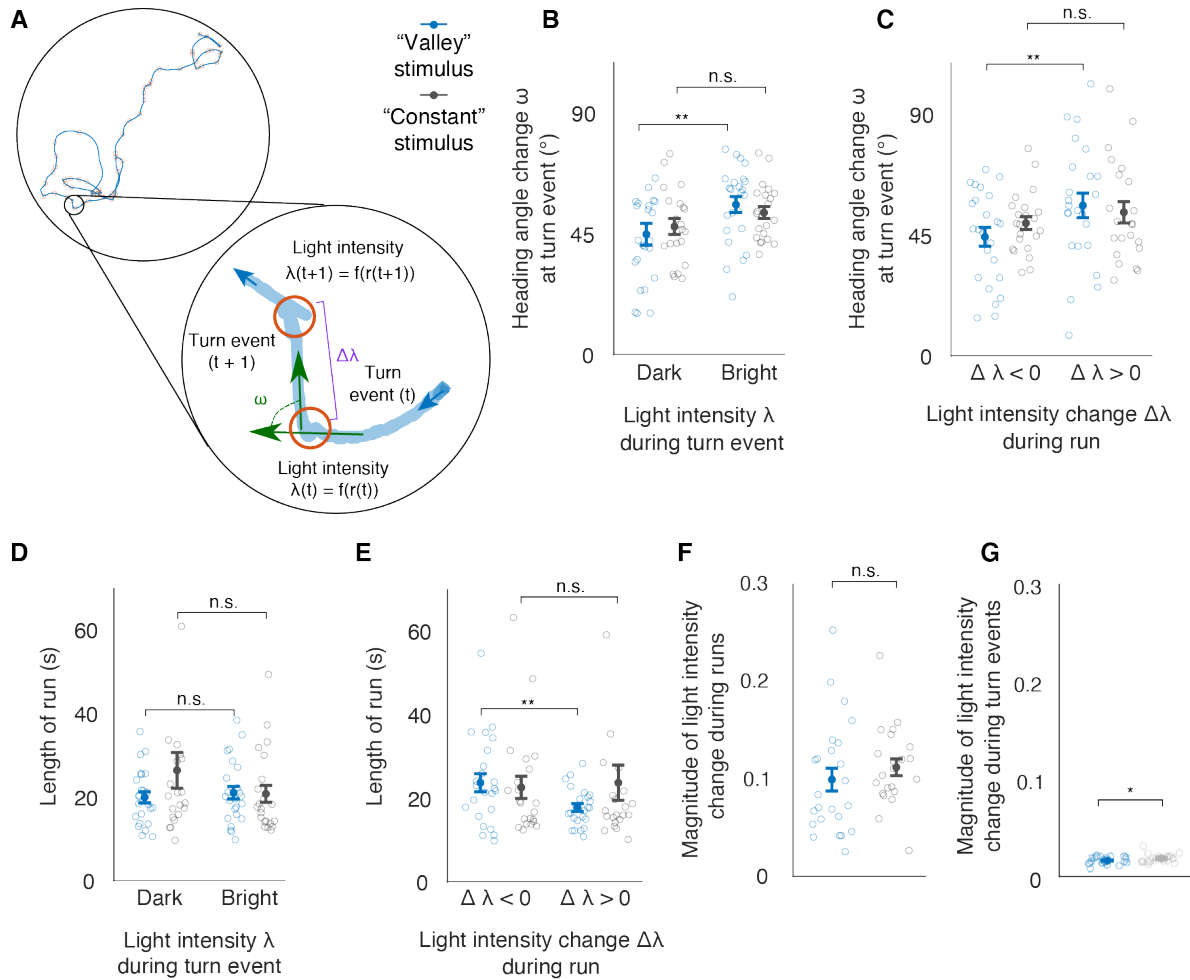 A
“Valley”
stimulus
“Constant”
stimulus
Light intensity
λ(t+1) = f(r(t+1))
Turn event
(t + 1)
Δλ
Turn
event (t)
ω
Light intensity
λ(t) = f(r(t))
B
Heading angle change ω
at turn event (°)
90
45
0
n.s.
**
Dark
Bright
Light intensity λ
during turn event
C
Heading angle change ω
at turn event (°)
90
45
0
n.s.
**
Δ λ < 0
Δ λ > 0
Light intensity change Δλ
during run
D
Length of run (s)
60
40
20
0
n.s.
n.s.
Dark
Bright
Light intensity λ
during turn event
E
Length of run (s)
60
40
20
0
n.s.
**
Δ λ < 0
Δ λ > 0
Light intensity change Δλ
during run
F
Magnitude of light intensity
change during runs
0.3
0.2
0.1
0
n.s.
G
Magnitude of light intensity
change during turn events
0.3
0.2
0.1
0
*